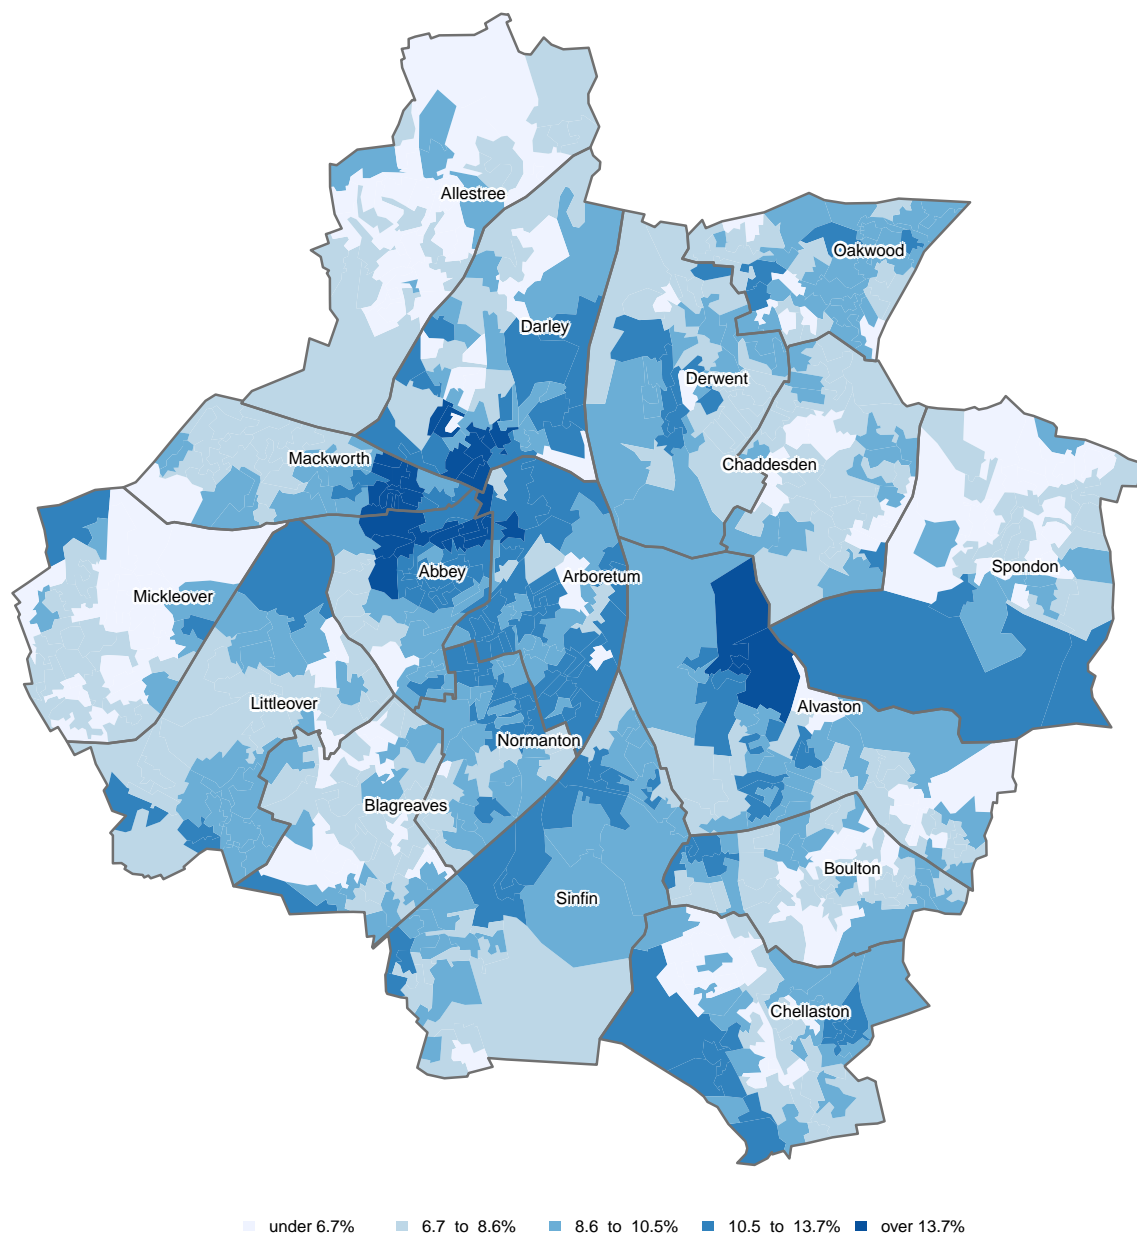 Allestree
Oakwood
Darley
Derwent
Mackworth
Chaddesden
Spondon
Abbey
Arboretum
Mickleover
Littleover
Alvaston
Normanton
Blagreaves
Boulton
Sinfin
Chellaston
under 6.7% 6.7 to 8.6% 8.6 to 10.5% 10.5 to 13.7% over 13.7%